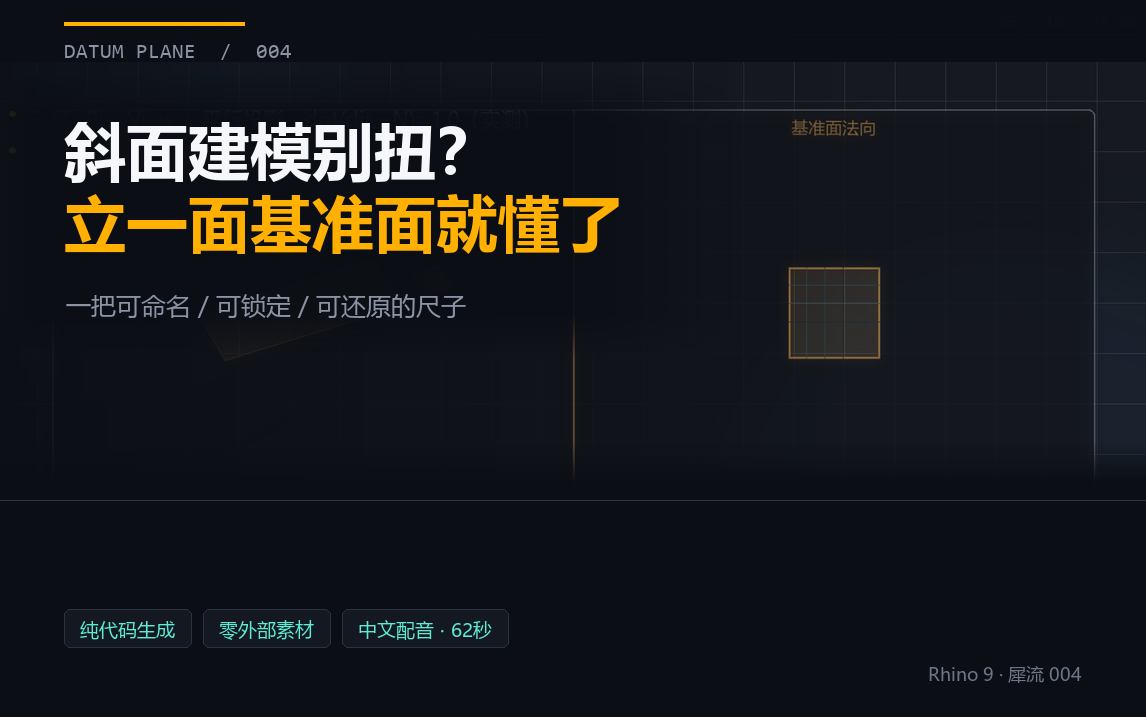 DATUM PLANE / 004
斜面建模别扭?
立一面基准面就懂了
一把可命名 / 可锁定 / 可还原的尺子
基准面法向
纯代码生成
零外部素材
中文配音 · 62秒
Rhino 9 · 犀流 004